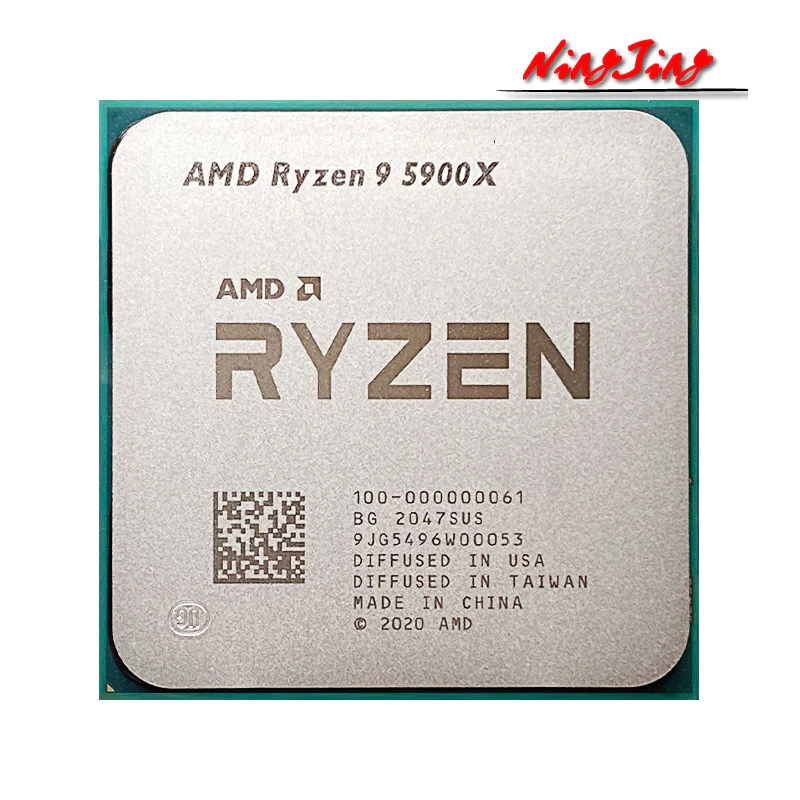 NingJing
AMD Ryzen 9 5900X
AMD
RYZEN
100-000000061
BG 2047SUS
9JG5496W00053
DIFFUSED IN USA
DIFFUSED IN TAIWAN
MADE IN CHINA
© 2020 AMD